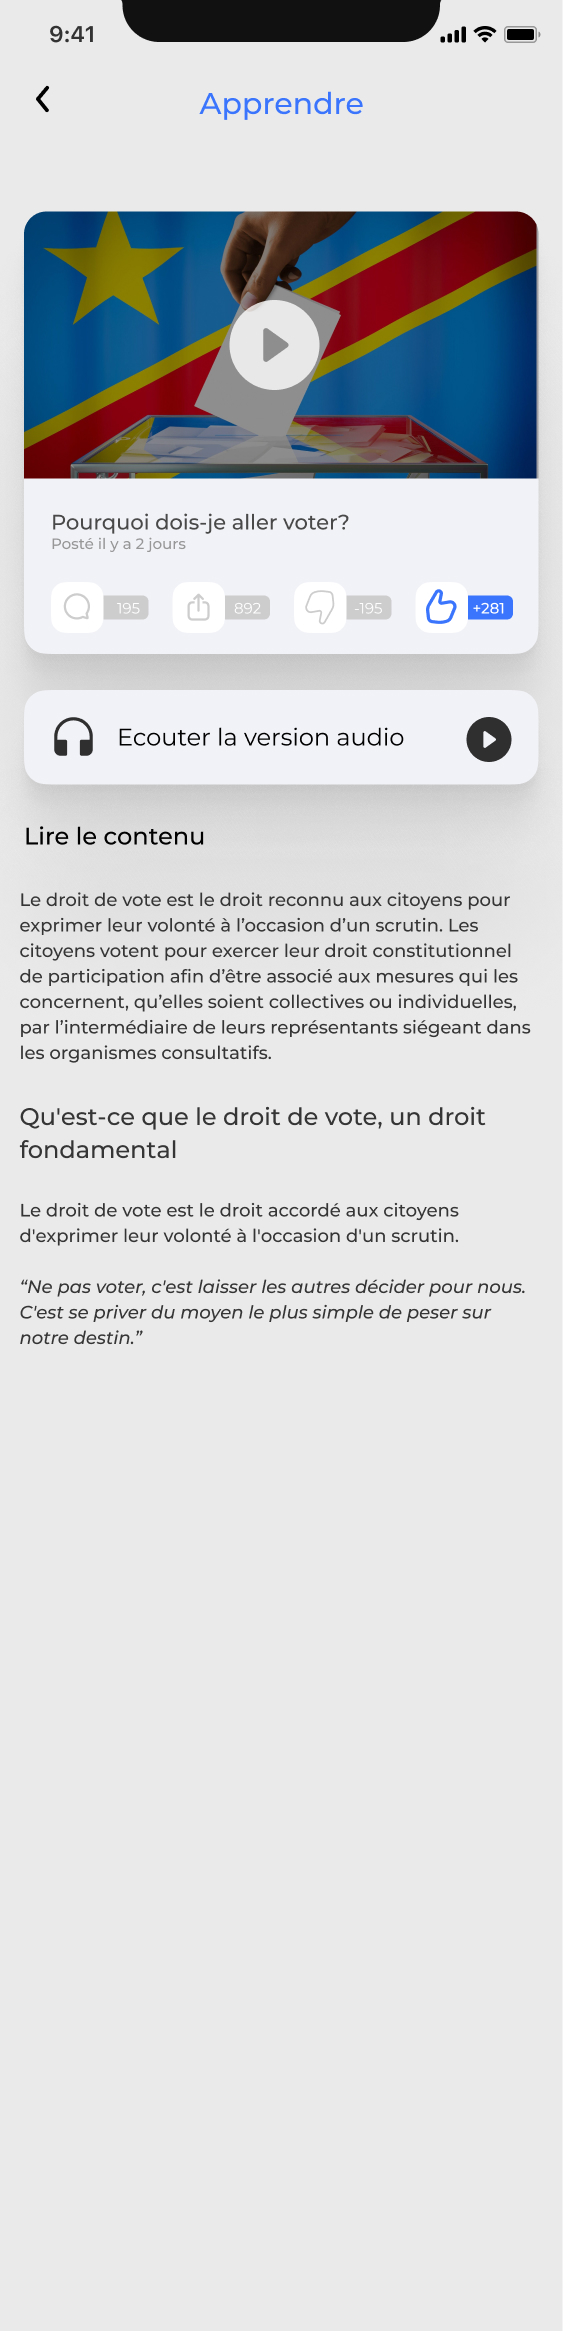 9:41
Apprendre
Pourquoi dois-je aller voter?
Posté il y a 2 jours
195
892
-195
+281
Ecouter la version audio
Lire le contenu
Le droit de vote est le droit reconnu aux citoyens pour
exprimer leur volonté à l’occasion d’un scrutin. Les
citoyens votent pour exercer leur droit constitutionnel
de participation afin d’être associé aux mesures qui les
concernent, qu’elles soient collectives ou individuelles,
par l’intermédiaire de leurs représentants siégeant dans
les organismes consultatifs.
Qu'est-ce que le droit de vote, un droit
fondamental
Le droit de vote est le droit accordé aux citoyens
d'exprimer leur volonté à l'occasion d'un scrutin.
“Ne pas voter, c'est laisser les autres décider pour nous.
C'est se priver du moyen le plus simple de peser sur
notre destin.”